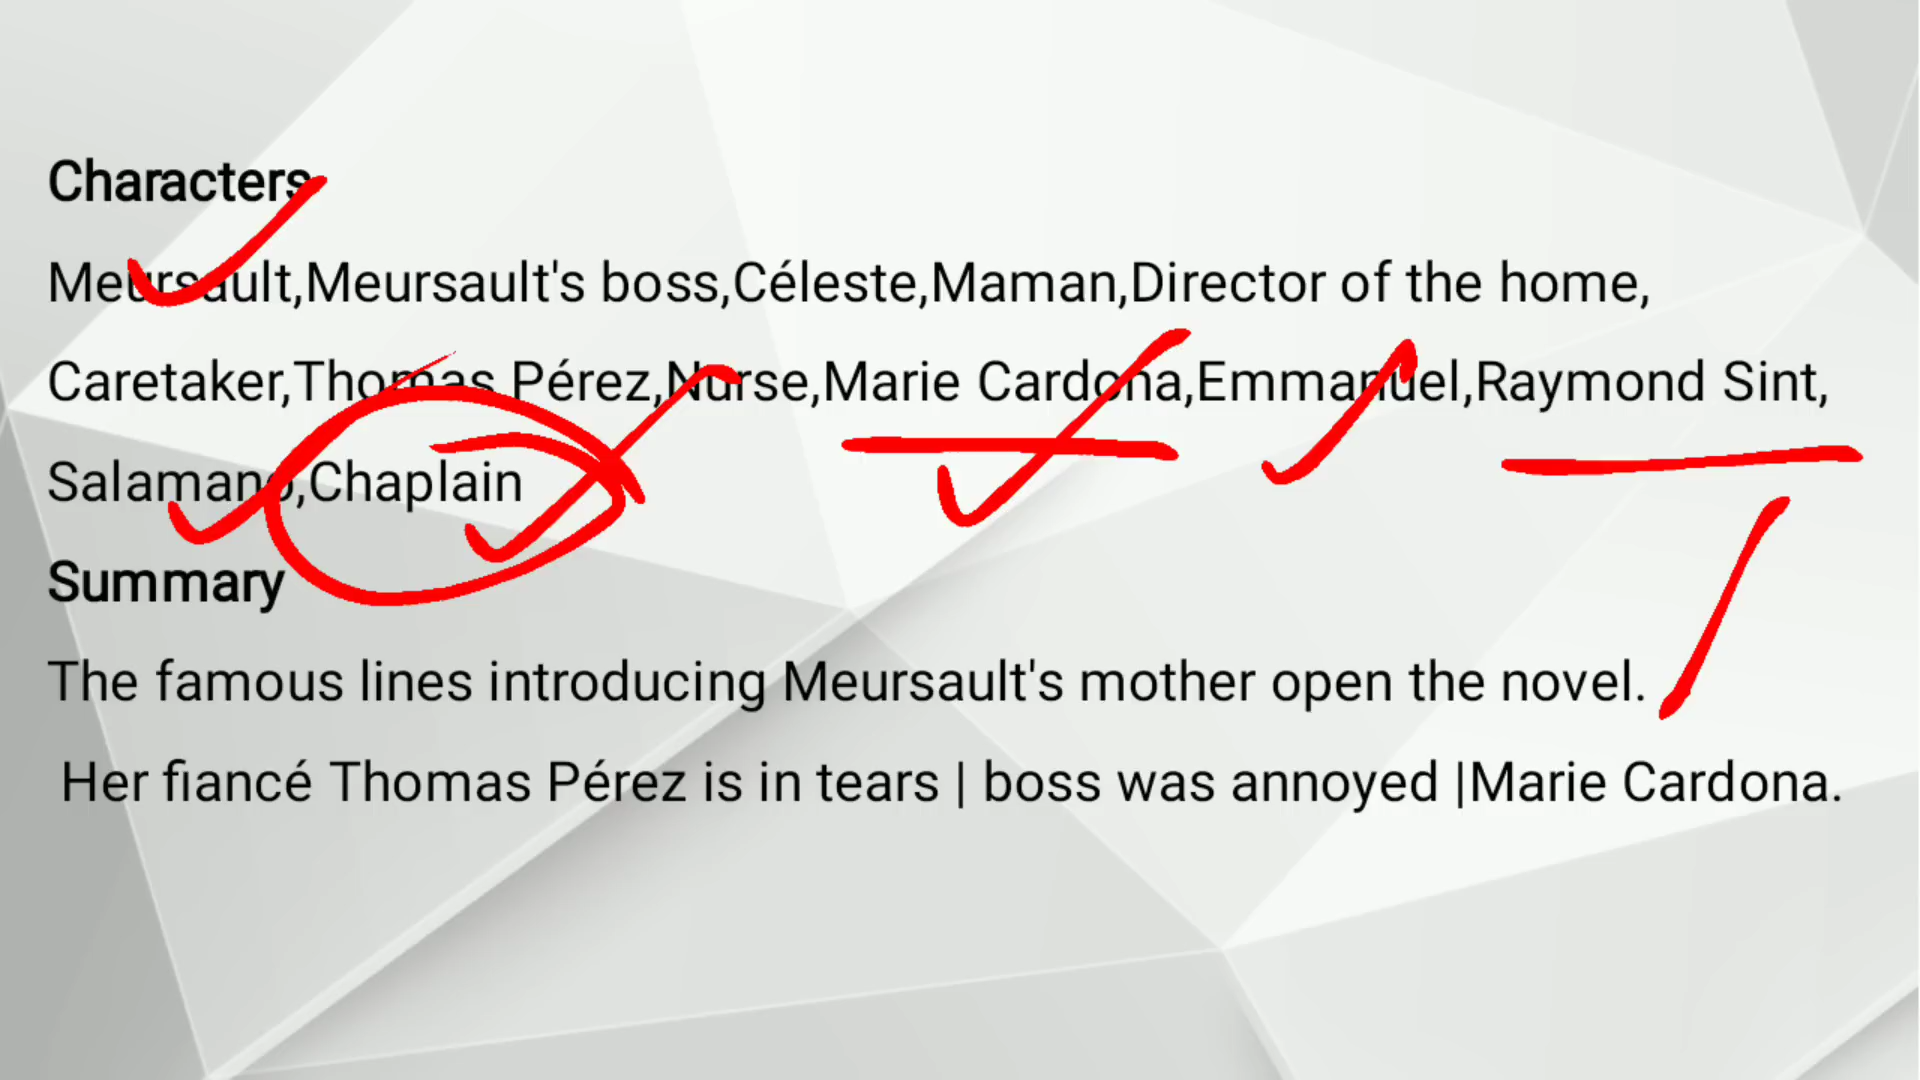 Characters
Meursault,Meursault's boss,Céleste,Maman,Director of the home,
Caretaker,Thomas Pérez,Nurse,Marie Cardona,Emmanuel,Raymond Sint,
Salamano,Chaplain
Summary
The famous lines introducing Meursault's mother open the novel.
Her fiancé Thomas Pérez is in tears | boss was annoyed |Marie Cardona.